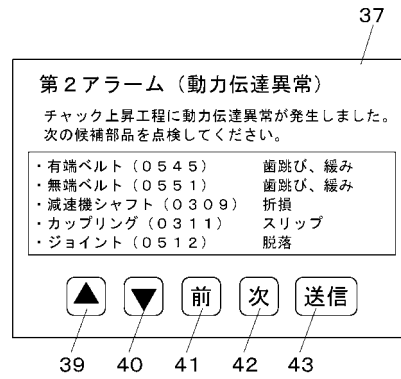 37
第2アラーム（動力伝達異常）
チャック上昇工程に動力伝達異常が発生しました。
次の候補部品を点検してください。
・有端ベルト（0545） 歯跳び、緩み
・無端ベルト（0551） 歯跳び、緩み
・減速機シャフト（0309） 折損
・カップリング（0311） スリップ
・ジョイント（0512） 脱落
▲ ▼ 前 次 送信
39 40 41 42 43